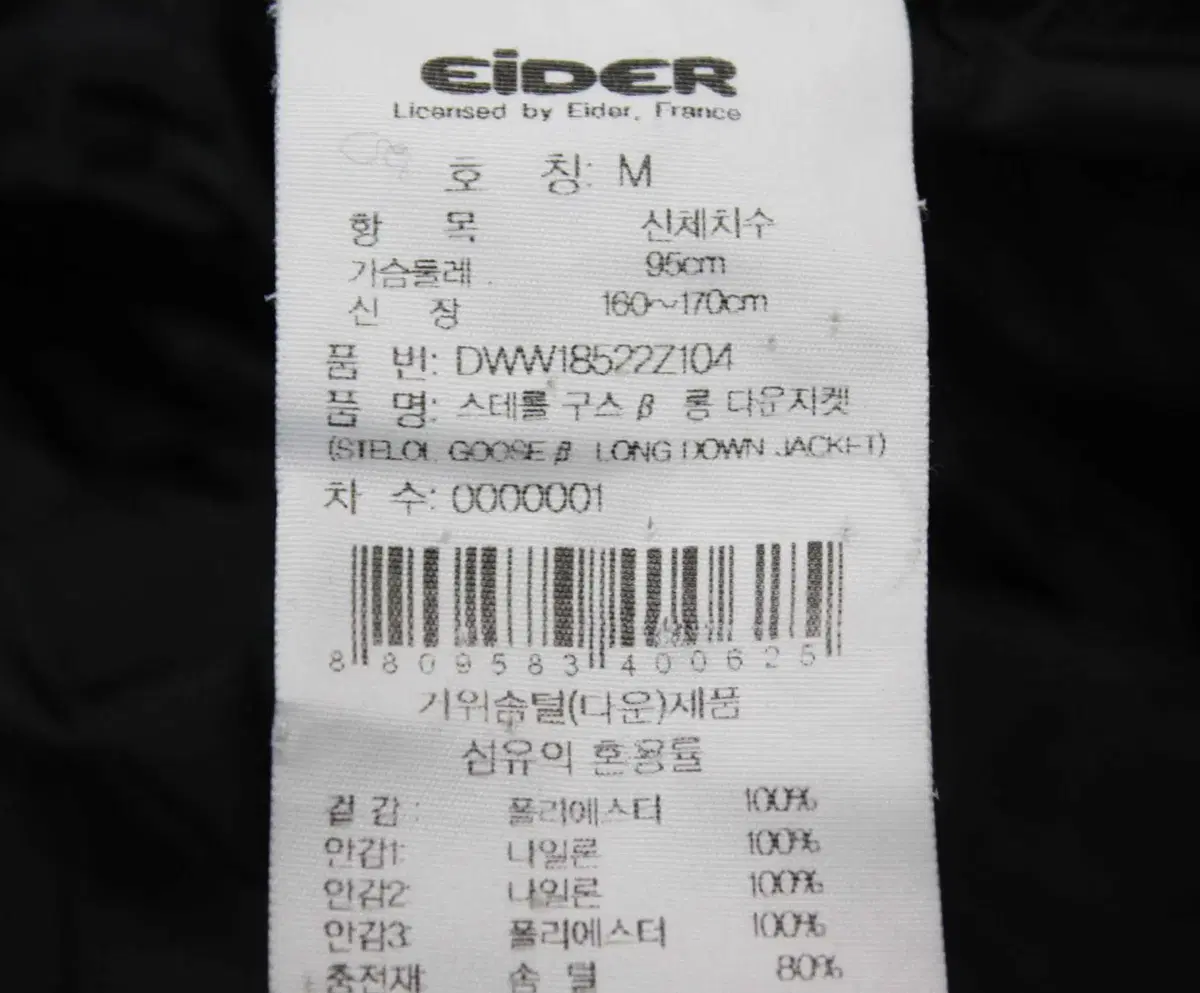 EiDER
Licensed by Eider, France
호 칭: M
항 목 신체치수
가슴둘레 95cm
신 장 160~170cm
품 번: DWW18522Z104
품 명: 스테롤 구스 β 롱 다운자켓
(STELOL GOOSE β LONG DOWN JACKET)
차 수: 0000001
8 809583 400625
거위솜털(다운)제품
섬유의 혼용률
겉 감: 폴리에스터 100%
안감1: 나일론 100%
안감2: 나일론 100%
안감3: 폴리에스터 100%
충전재: 솜 털 80%